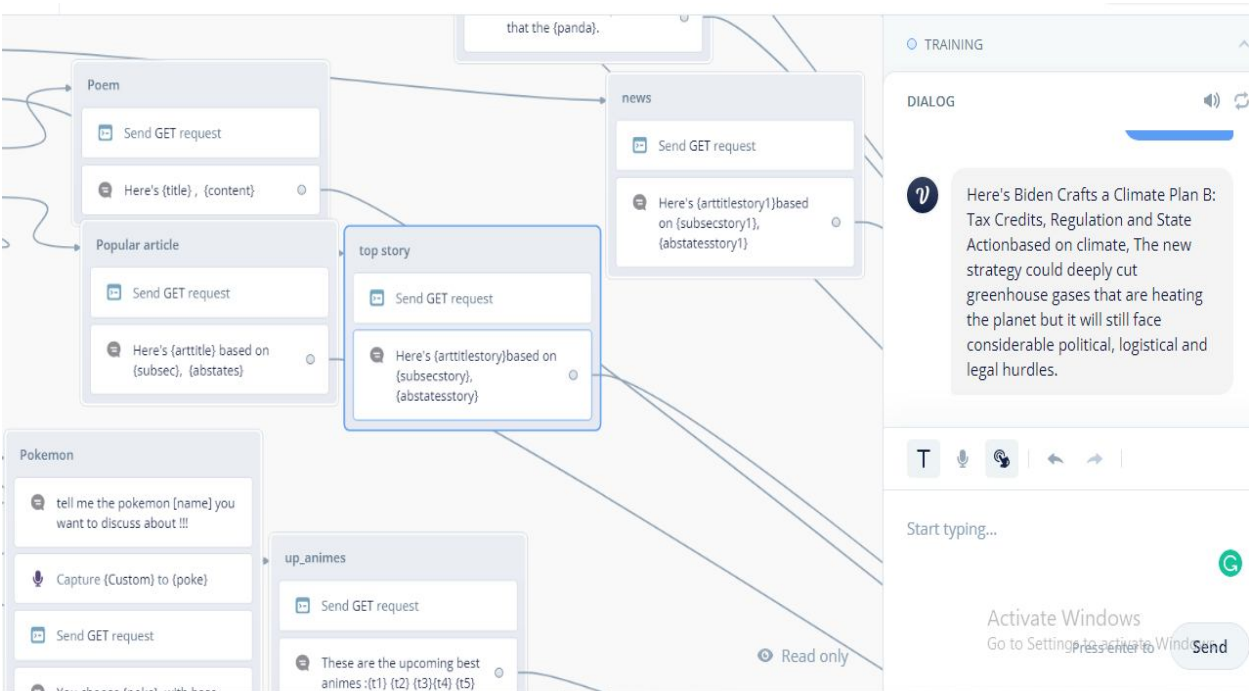 that the {panda}.
Poem
Send GET request
Here's {title} , {content}
Popular article
Send GET request
Here's {arttitle} based on
{subsec}, {abstates}
top story
Send GET request
Here's {arttitlestory}based on
{subsecstory},
{abstatesstory}
news
Send GET request
Here's {arttitlestory1}based
on {subsecstory1},
{abstatesstory1}
Pokemon
tell me the pokemon [name] you
want to discuss about !!!
Capture {Custom} to {poke}
Send GET request
You choose {poke} with base
up_animes
Send GET request
These are the upcoming best
animes :{t1} {t2} {t3}{t4} {t5}
Read only
TRAINING
DIALOG
V
Here's Biden Crafts a Climate Plan B:
Tax Credits, Regulation and State
Actionbased on climate, The new
strategy could deeply cut
greenhouse gases that are heating
the planet but it will still face
considerable political, logistical and
legal hurdles.
T
Start typing...
G
Activate Windows
Go to Settings to activate Windows.
Press enter to
Send